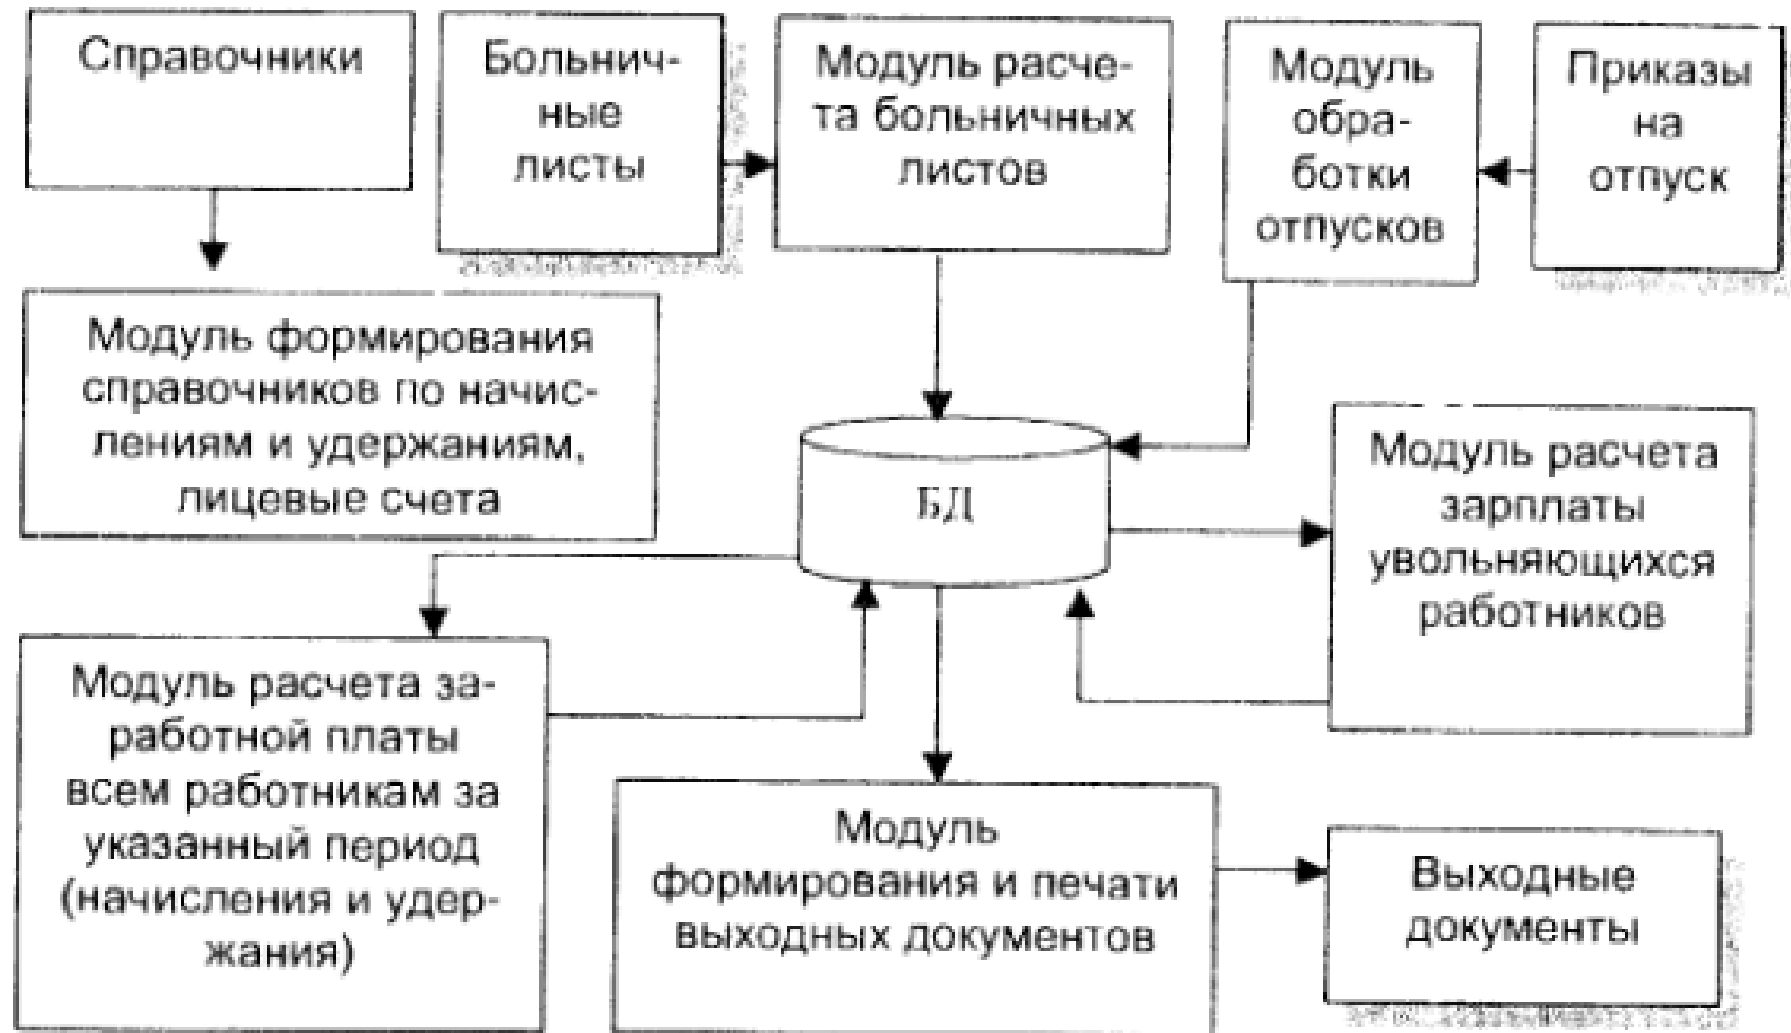 Справочники
Больнич-
ные
листы
Модуль расче-
та больничных
листов
Модуль
обра-
ботки
отпусков
Приказы
на
отпуск
Модуль формирования
справочников по начис-
лениям и удержаниям,
лицевые счета
БД
Модуль расчета
зарплаты
увольняющихся
работников
Модуль расчета за-
работной платы
всем работникам за
указанный период
(начисления и удер-
жания)
Модуль
формирования и печати
выходных документов
Выходные
документы